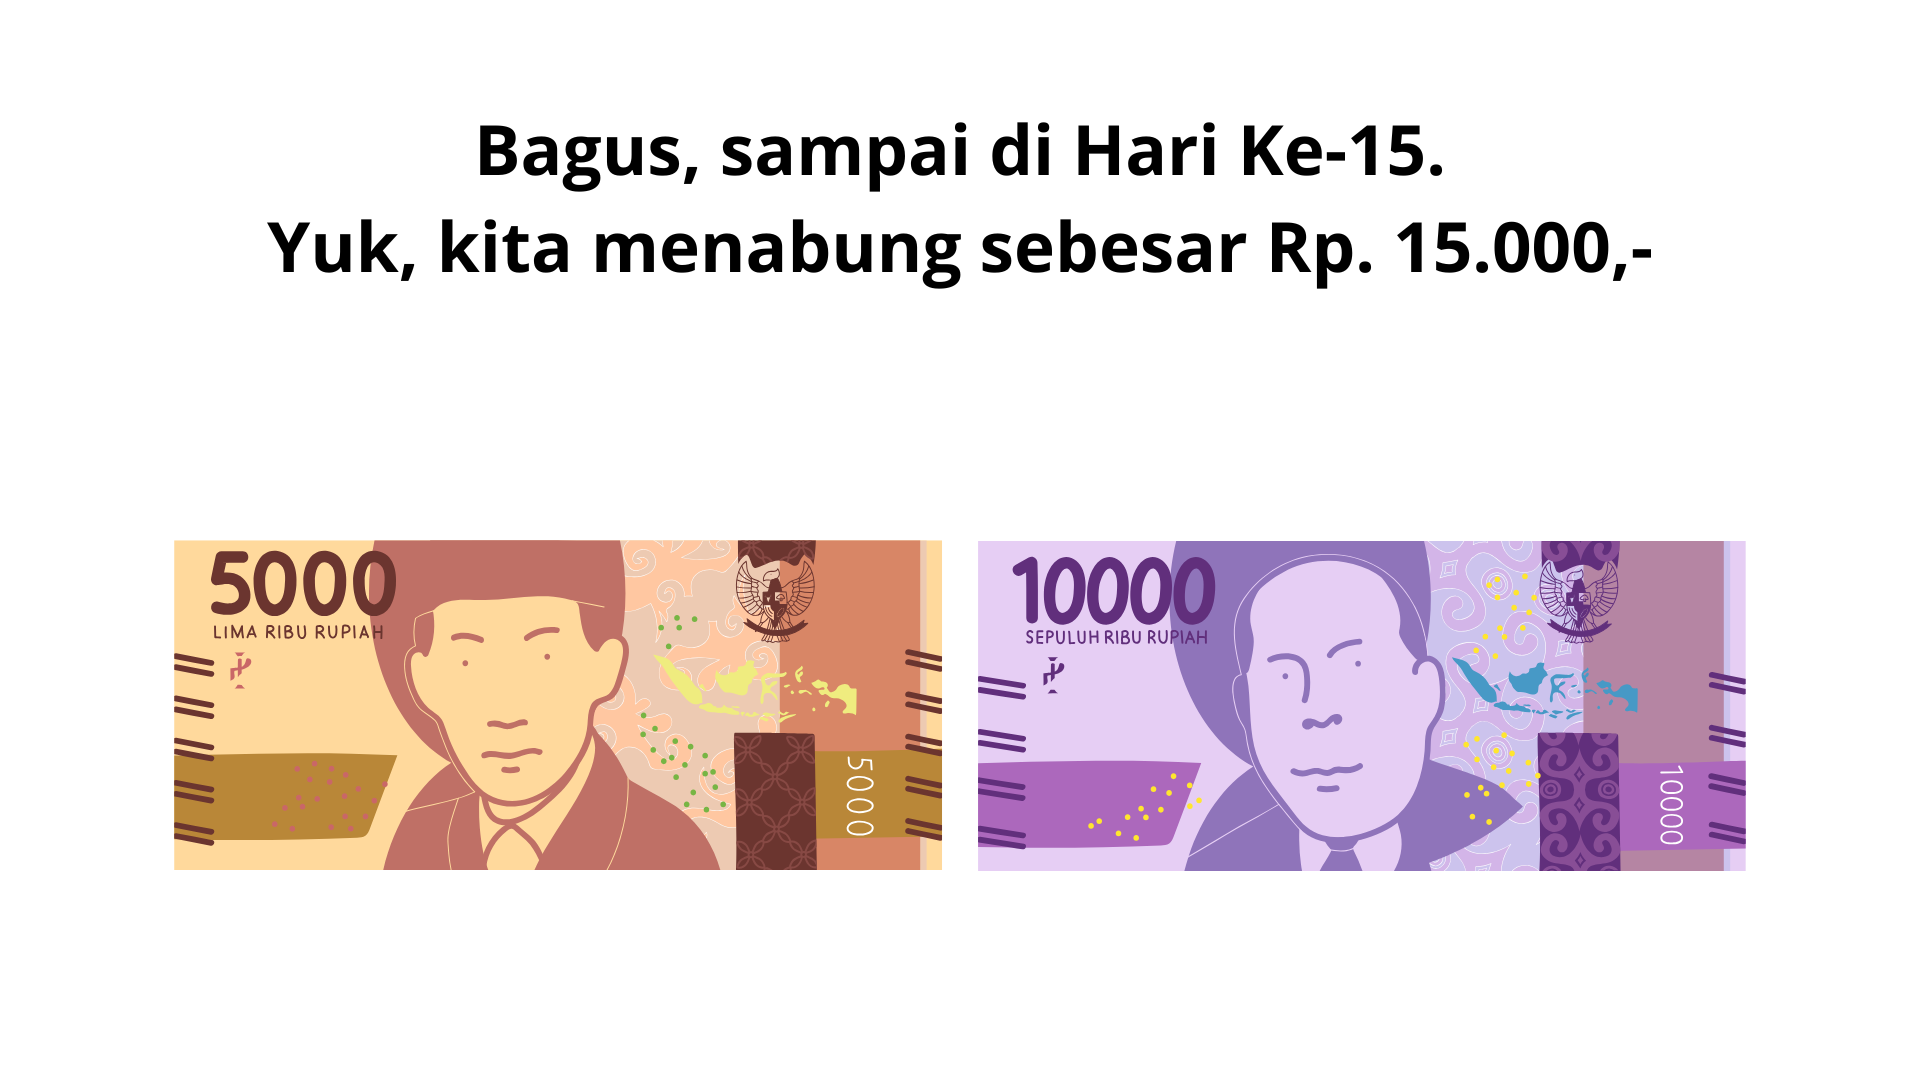 Bagus, sampai di Hari Ke-15.
Yuk, kita menabung sebesar Rp. 15.000,-
5000
LIMA RIBU RUPIAH
5000
10000
SEPULUH RIBU RUPIAH
10000